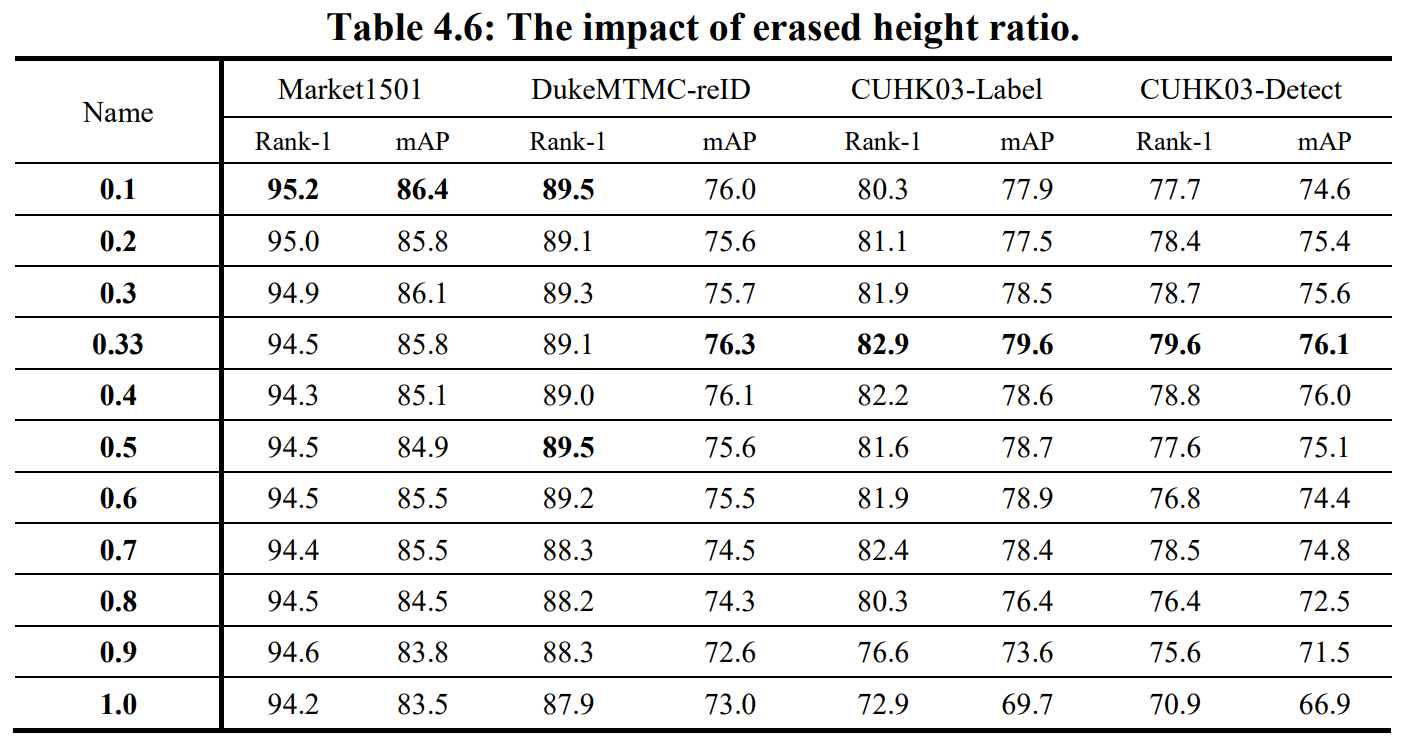 Table 4.6: The impact of erased height ratio.
Name Market1501 DukeMTMC-reID CUHK03-Label CUHK03-Detect
Rank-1 mAP Rank-1 mAP Rank-1 mAP Rank-1 mAP
0.1 95.2 86.4 89.5 76.0 80.3 77.9 77.7 74.6
0.2 95.0 85.8 89.1 75.6 81.1 77.5 78.4 75.4
0.3 94.9 86.1 89.3 75.7 81.9 78.5 78.7 75.6
0.33 94.5 85.8 89.1 76.3 82.9 79.6 79.6 76.1
0.4 94.3 85.1 89.0 76.1 82.2 78.6 78.8 76.0
0.5 94.5 84.9 89.5 75.6 81.6 78.7 77.6 75.1
0.6 94.5 85.5 89.2 75.5 81.9 78.9 76.8 74.4
0.7 94.4 85.5 88.3 74.5 82.4 78.4 78.5 74.8
0.8 94.5 84.5 88.2 74.3 80.3 76.4 76.4 72.5
0.9 94.6 83.8 88.3 72.6 76.6 73.6 75.6 71.5
1.0 94.2 83.5 87.9 73.0 72.9 69.7 70.9 66.9